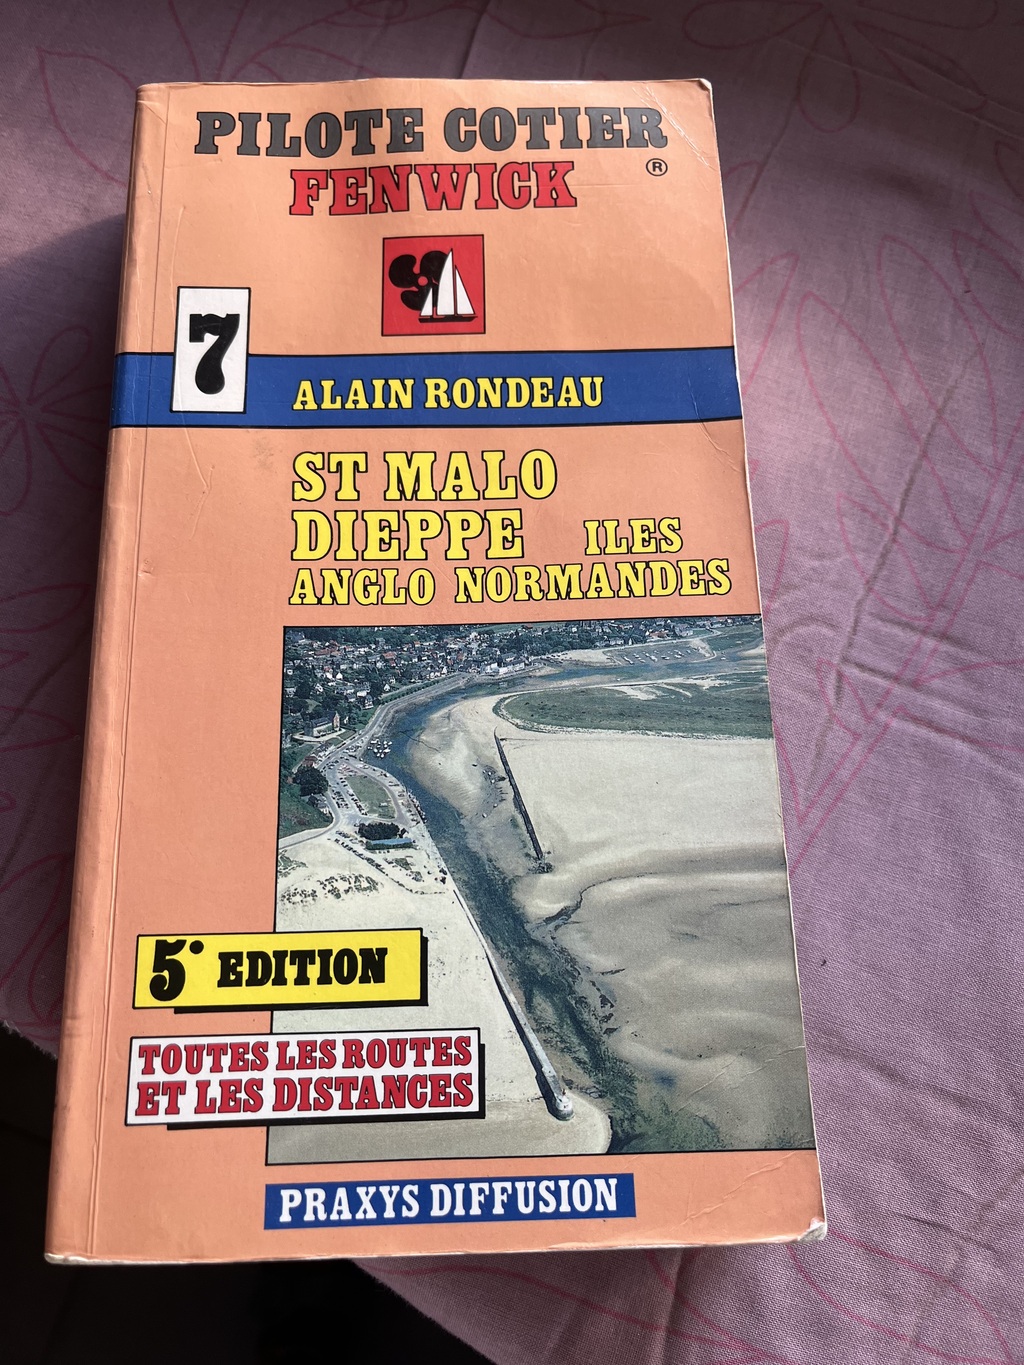 PILOTE COTIER
FENWICK ®
7
ALAIN RONDEAU
ST MALO
DIEPPE ILES
ANGLO NORMANDES
5e EDITION
TOUTES LES ROUTES
ET LES DISTANCES
PRAXYS DIFFUSION